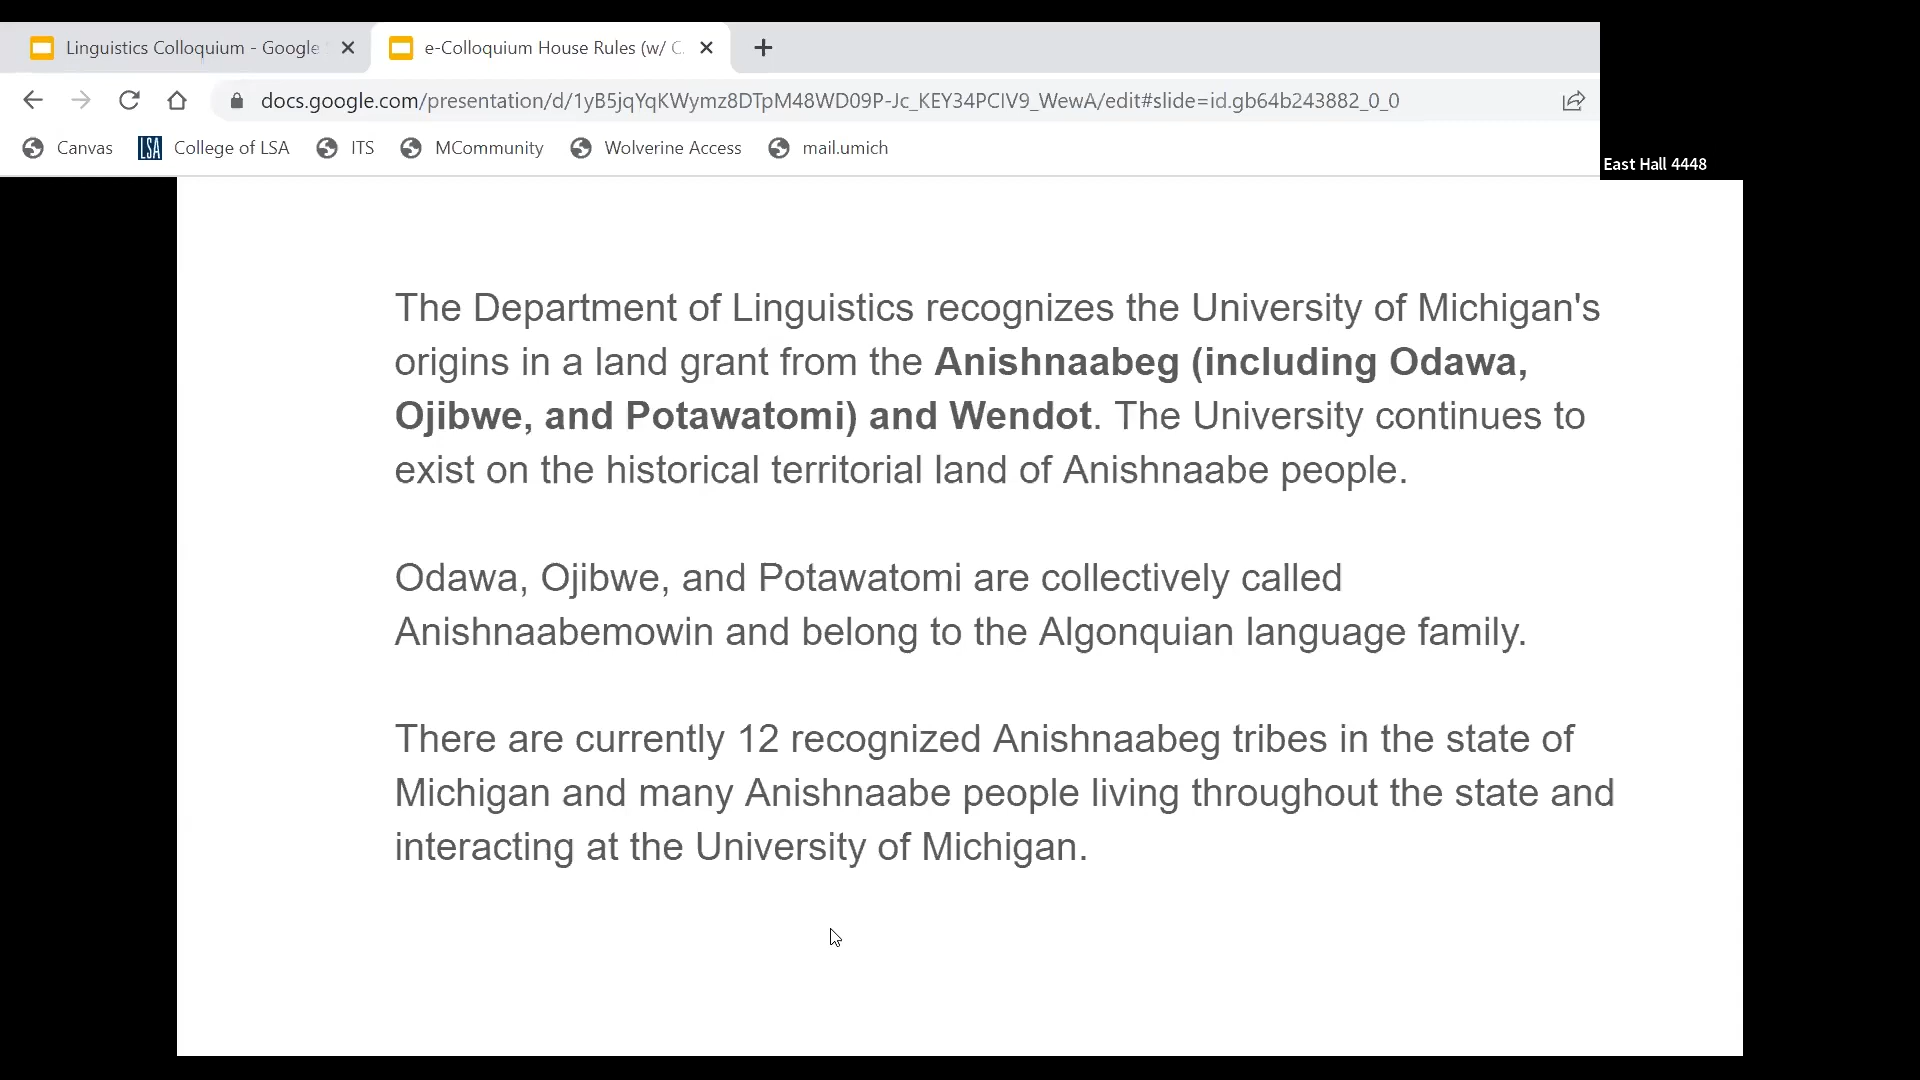 Linguistics Colloquium - Google
e-Colloquium House Rules (w/ C
docs.google.com/presentation/d/1yB5jqYqKWymz8DTpM48WD09P-Jc_KEY34PCIV9_WewA/edit#slide=id.gb64b243882_0_0
Canvas
LSA College of LSA
ITS
MCommunity
Wolverine Access
mail.umich
East Hall 4448
The Department of Linguistics recognizes the University of Michigan's
origins in a land grant from the Anishnaabeg (including Odawa,
Ojibwe, and Potawatomi) and Wendot. The University continues to
exist on the historical territorial land of Anishnaabe people.
Odawa, Ojibwe, and Potawatomi are collectively called
Anishnaabemowin and belong to the Algonquian language family.
There are currently 12 recognized Anishnaabeg tribes in the state of
Michigan and many Anishnaabe people living throughout the state and
interacting at the University of Michigan.